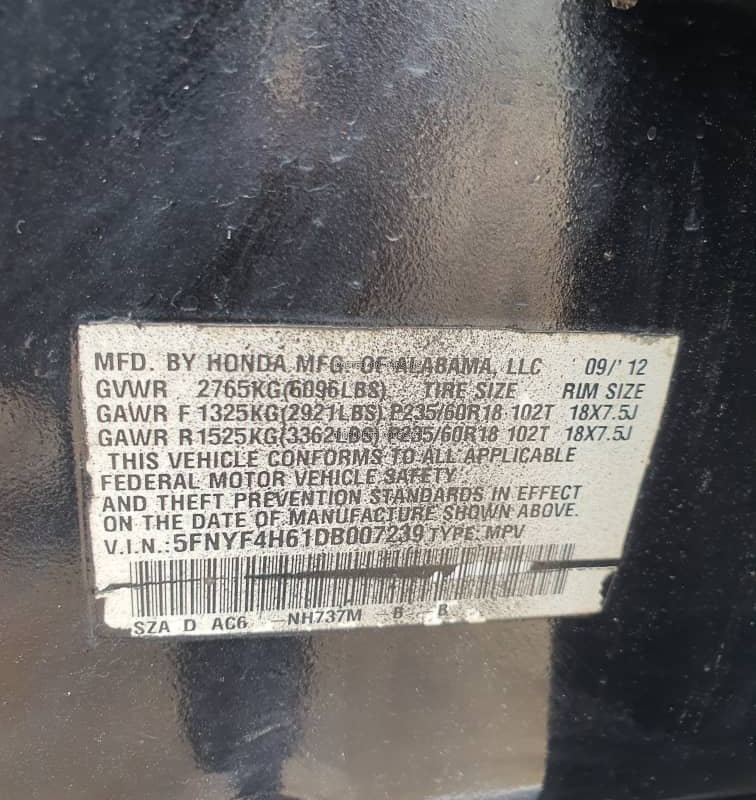 MFD. BY HONDA MFG. OF ALABAMA, LLC 09/'12
GVWR 2765KG(6096LBS) TIRE SIZE RIM SIZE
GAWR F 1325KG(2921LBS) P235/60R18 102T 18X7.5J
GAWR R 1525KG(3362LBS) P235/60R18 102T 18X7.5J
THIS VEHICLE CONFORMS TO ALL APPLICABLE
FEDERAL MOTOR VEHICLE SAFETY
AND THEFT PREVENTION STANDARDS IN EFFECT
ON THE DATE OF MANUFACTURE SHOWN ABOVE.
V.I.N.:5FNYF4H61DB007239 TYPE: MPV
SZA D AC6 -NH737M -B -B